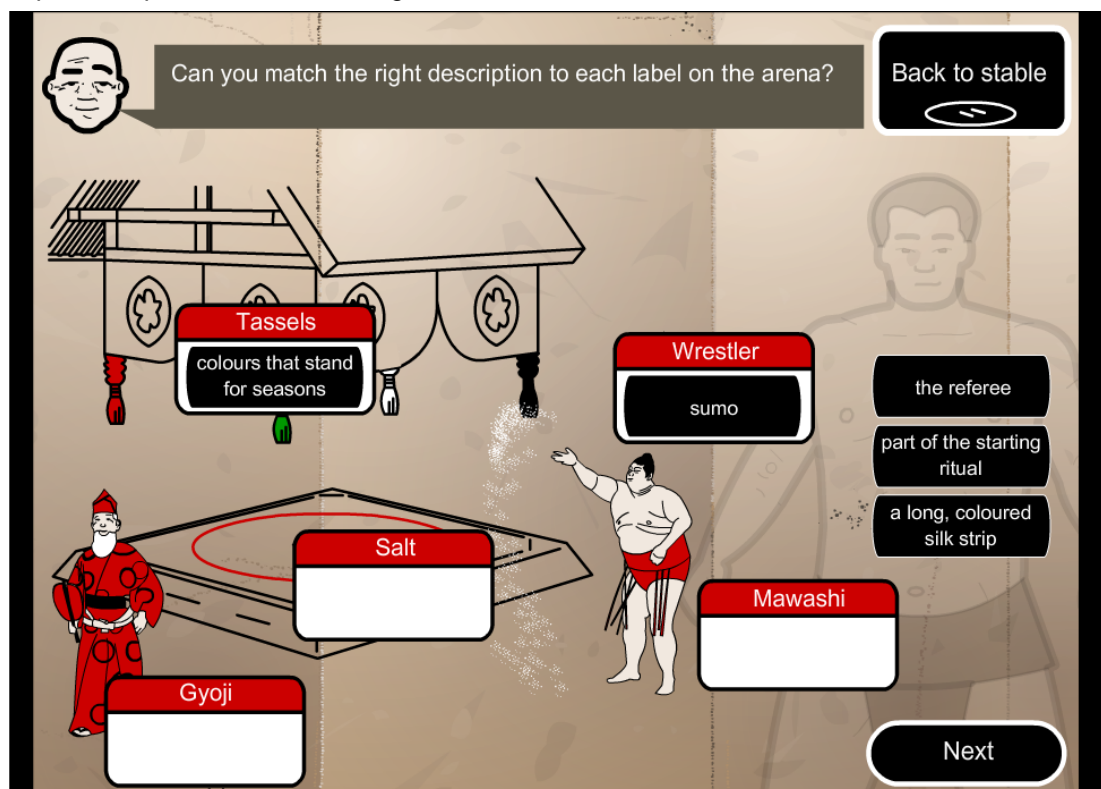 Can you match the right description to each label on the arena?
Back to stable
Tassels
colours that stand
for seasons
Wrestler
sumo
the referee
part of the starting
ritual
a long, coloured
silk strip
Salt
Mawashi
Gyoji
Next